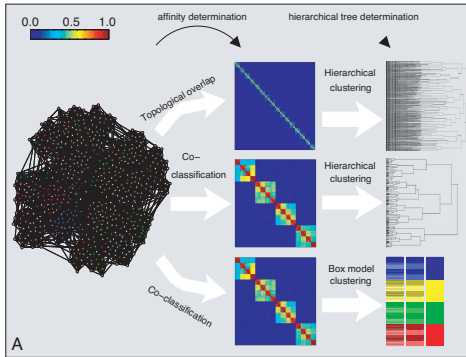 affinity determination
hierarchical tree determination
0.0 0.5 1.0
Topological overlap
Hierarchical
clustering
Co-
classification
Hierarchical
clustering
Co-classification
Box model
clustering
A